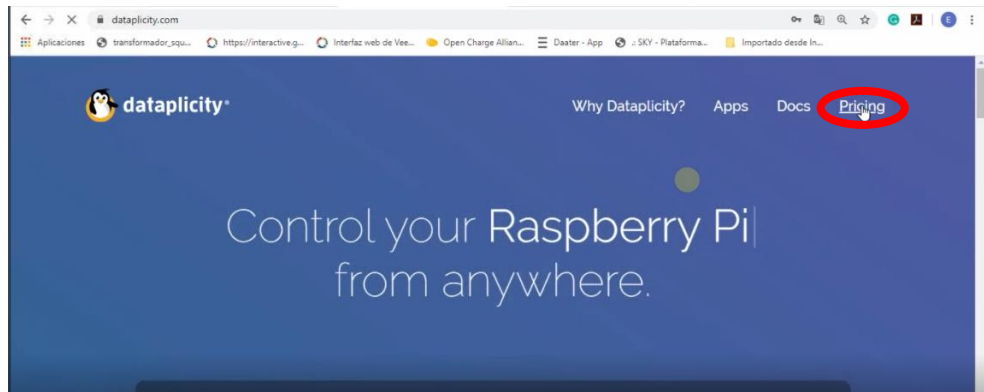 dataplicity.com
E
Aplicaciones transformador_squ... https://interactive.g... Interfaz web de Vee... Open Charge Allian... Daater - App .: SKY - Plataforma... Importado desde In...
dataplicity® Why Dataplicity? Apps Docs Pricing
Control your Raspberry Pi
from anywhere.